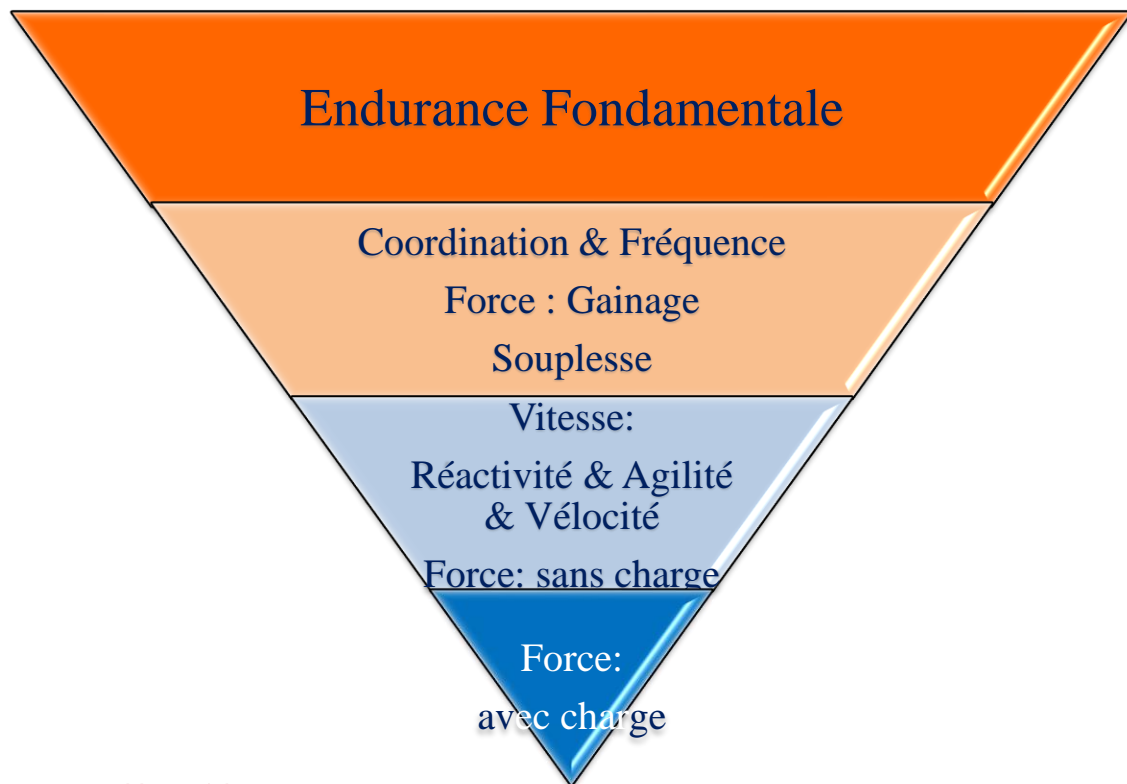 Endurance Fondamentale
Coordination & Fréquence
Force : Gainage
Souplesse
Vitesse:
Réactivité & Agilité
& Vélocité
Force: sans charge
Force:
avec charge